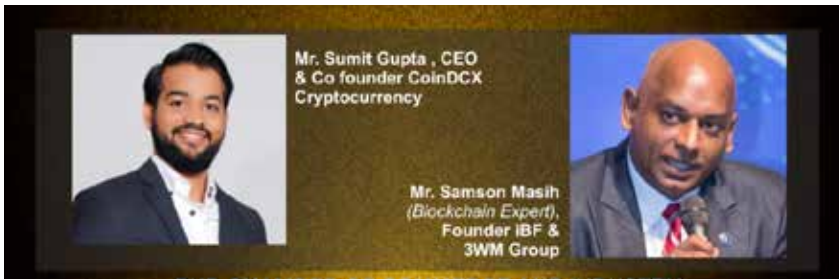 Mr. Sumit Gupta , CEO
& Co founder CoinDCX
Cryptocurrency
Mr. Samson Masih
(Blockchain Expert),
Founder iBF &
3WM Group